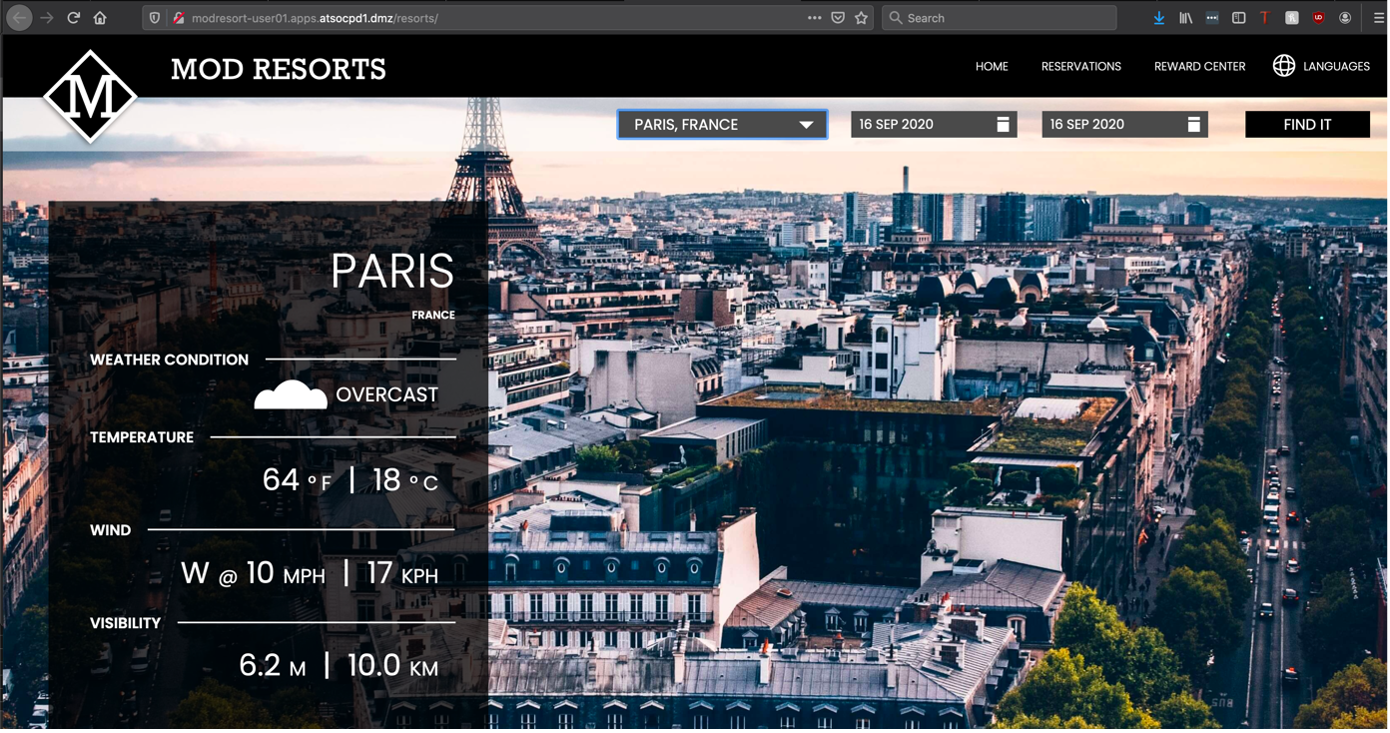 modresort-user01.apps.atsocpd1.dmz/resorts/
Search
M
MOD RESORTS
HOME
RESERVATIONS
REWARD CENTER
LANGUAGES
PARIS, FRANCE
16 SEP 2020
16 SEP 2020
FIND IT
PARIS
FRANCE
WEATHER CONDITION
OVERCAST
TEMPERATURE
64 ° F | 18 ° C
WIND
W @ 10 MPH | 17 KPH
VISIBILITY
6.2 M | 10.0 KM